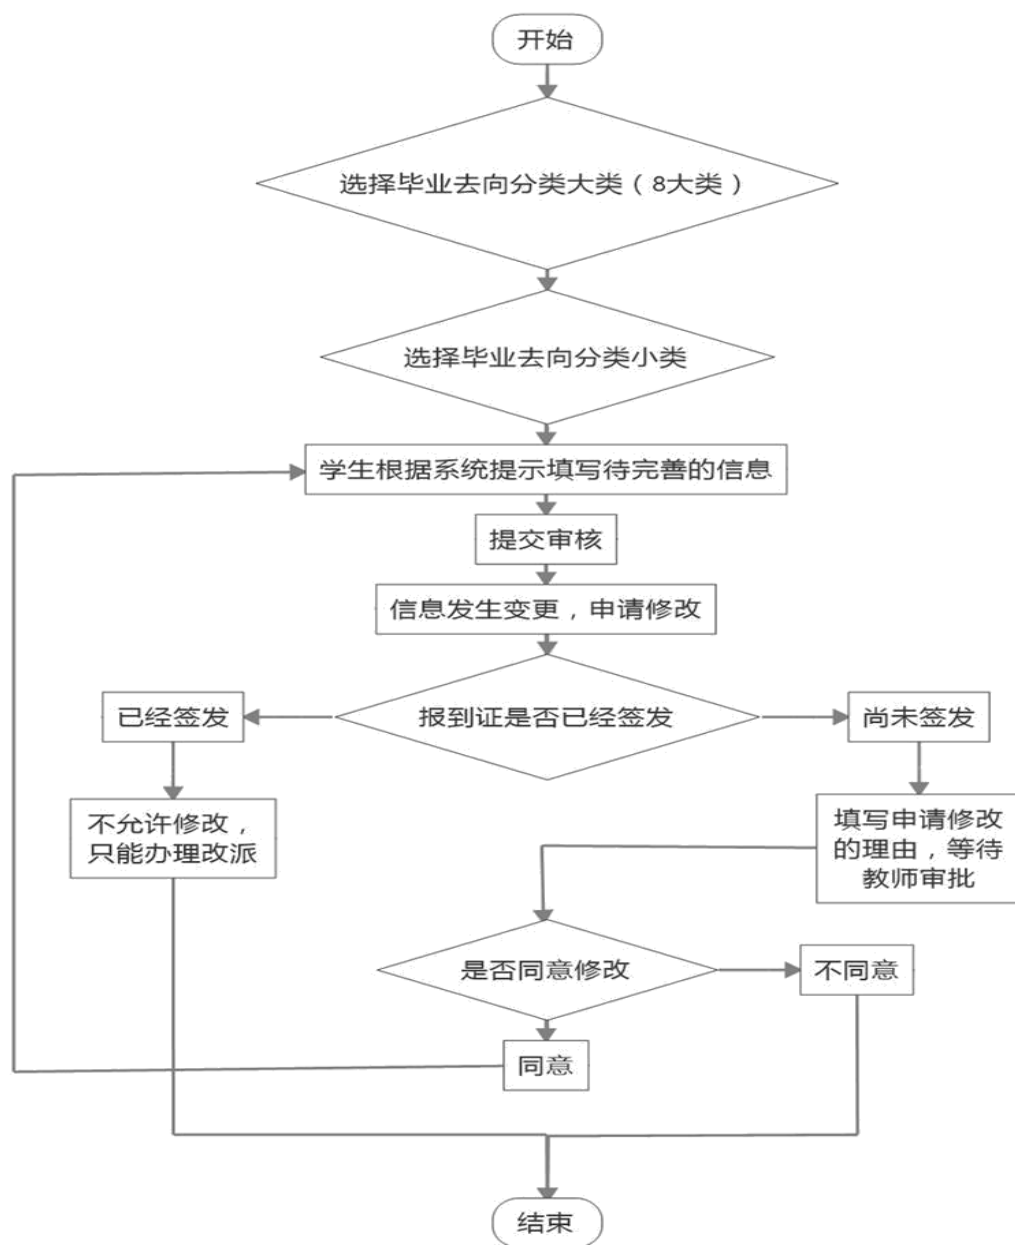 开始
选择毕业去向分类大类（8大类）
选择毕业去向分类小类
学生根据系统提示填写待完善的信息
提交审核
信息发生变更，申请修改
已经签发
报到证是否已经签发
尚未签发
不允许修改，
只能办理改派
填写申请修改
的理由，等待
教师审批
是否同意修改
不同意
同意
结束